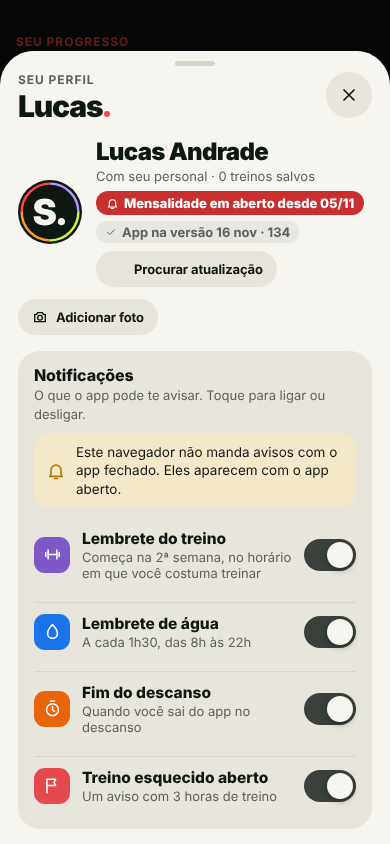 SEU PROGRESSO
SEU PERFIL
Lucas.
Lucas Andrade
Com seu personal · 0 treinos salvos
Mensalidade em aberto desde 05/11
App na versão 16 nov · 134
Procurar atualização
S.
Adicionar foto
Notificações
O que o app pode te avisar. Toque para ligar ou
desligar.
Este navegador não manda avisos com o
app fechado. Eles aparecem com o app
aberto.
Lembrete do treino
Começa na 2ª semana, no horário
em que você costuma treinar
Lembrete de água
A cada 1h30, das 8h às 22h
Fim do descanso
Quando você sai do app no
descanso
Treino esquecido aberto
Um aviso com 3 horas de treino